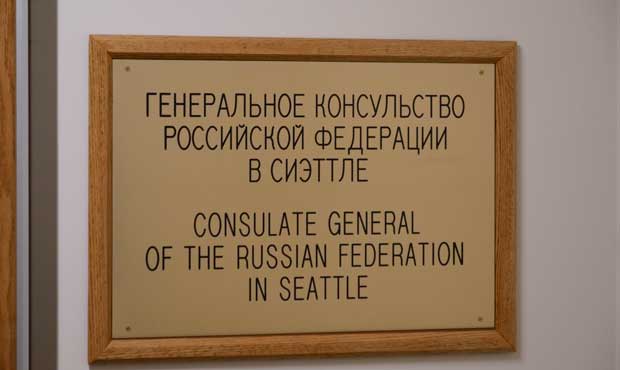 ГЕНЕРАЛЬНОЕ КОНСУЛЬСТВО
РОССИЙСКОЙ ФЕДЕРАЦИИ
В СИЭТТЛЕ
CONSULATE GENERAL
OF THE RUSSIAN FEDERATION
IN SEATTLE